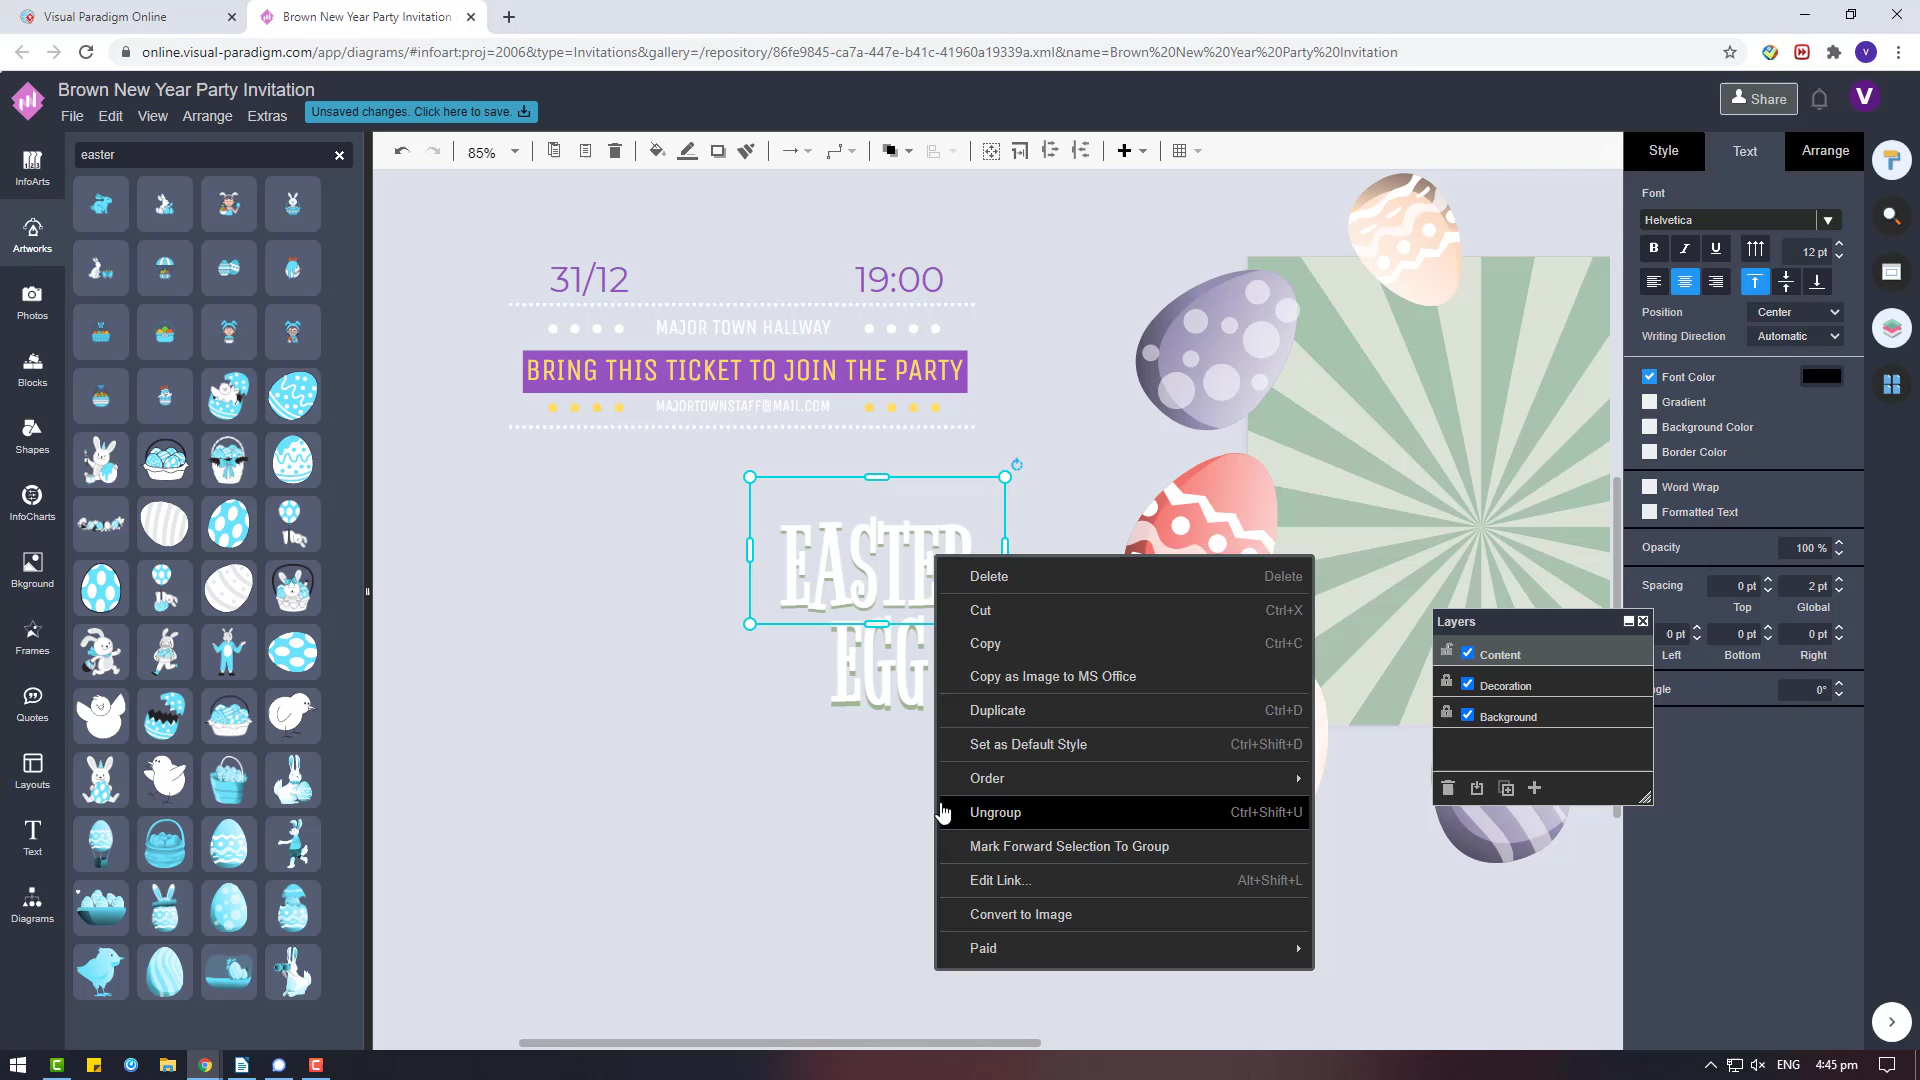 Visual Paradigm Online
Brown New Year Party Invitation
online.visual-paradigm.com/app/diagrams/#infoart:proj=2006&type=Invitations&gallery=/repository/86fe9845-ca7a-447e-b41c-41960a19339a.xml&name=Brown%20New%20Year%20Party%20Invitation
V
Brown New Year Party Invitation
File Edit View Arrange Extras
Unsaved changes. Click here to save.
Share
V
InfoArts
Artworks
Photos
Blocks
Shapes
InfoCharts
Bkground
Frames
Quotes
Layouts
Text
Diagrams
easter
85%
31/12 19:00
MAJOR TOWN HALLWAY
BRING THIS TICKET TO JOIN THE PARTY
MAJORTOWNSTAFF@MAIL.COM
EASTER
EGG
Delete Delete
Cut Ctrl+X
Copy Ctrl+C
Copy as Image to MS Office
Duplicate Ctrl+D
Set as Default Style Ctrl+Shift+D
Order
Ungroup Ctrl+Shift+U
Mark Forward Selection To Group
Edit Link... Alt+Shift+L
Convert to Image
Paid
Layers
Content
Decoration
Background
Style Text Arrange
Font
Helvetica
B I U 12 pt
Position Center
Writing Direction Automatic
Font Color
Gradient
Background Color
Border Color
Word Wrap
Formatted Text
Opacity 100 %
Spacing 0 pt 2 pt
Top Global
0 pt 0 pt 0 pt
Left Bottom Right
ngle 0°
ENG 4:45 pm